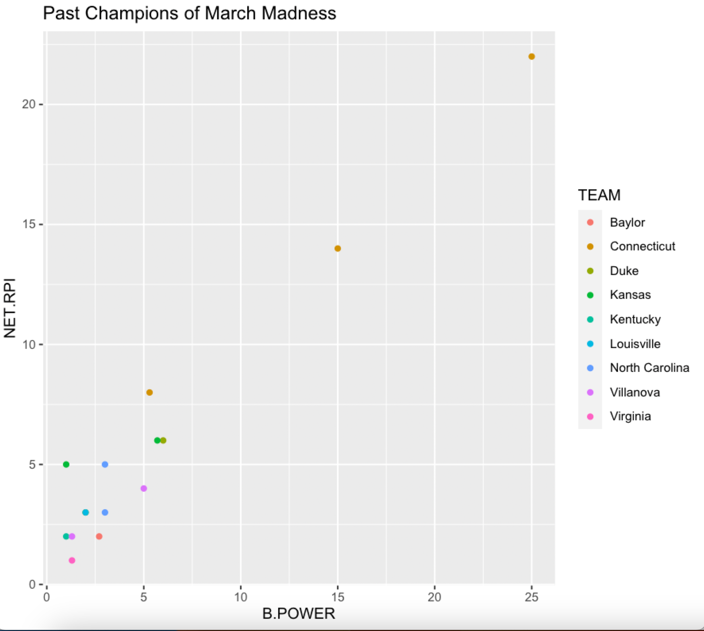 Past Champions of March Madness
NET.RPI
20
15
10
5
0
0 5 10 15 20 25
B.POWER
TEAM
Baylor
Connecticut
Duke
Kansas
Kentucky
Louisville
North Carolina
Villanova
Virginia